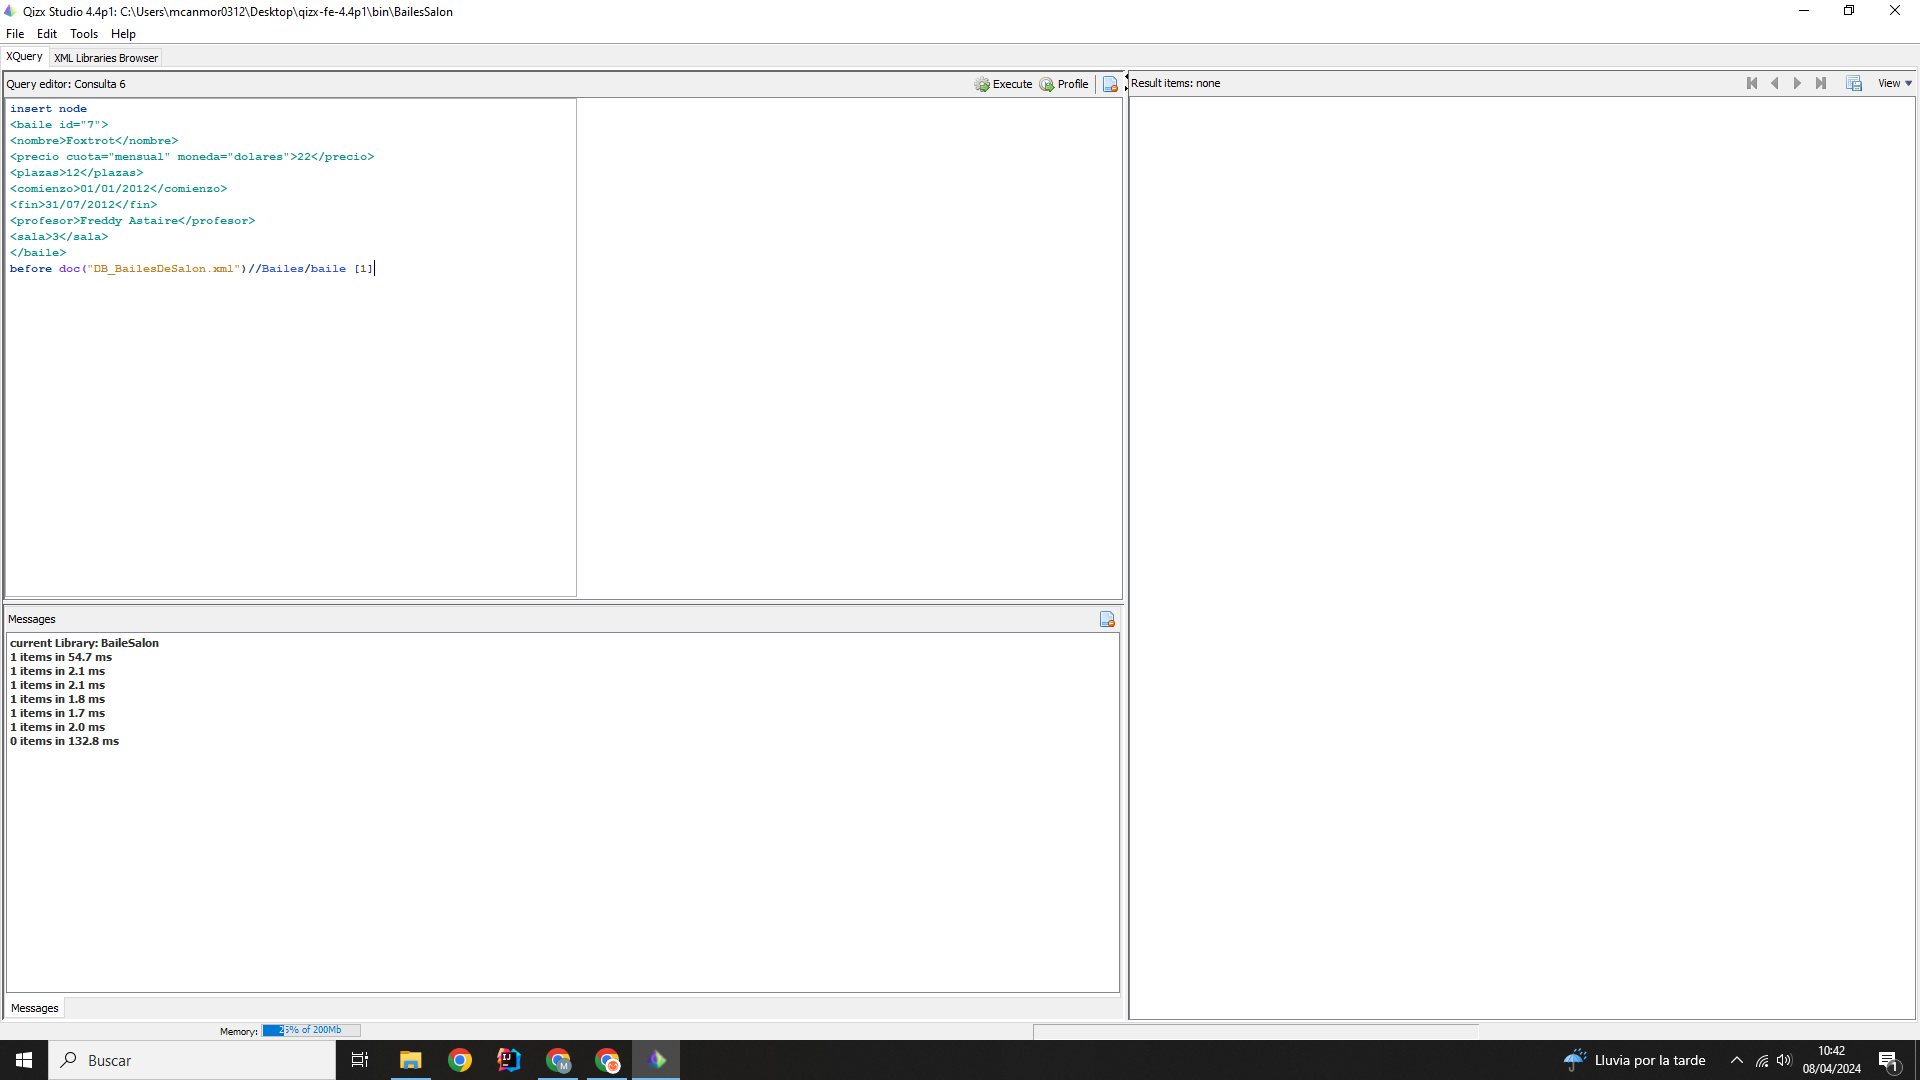 Qizx Studio 4.4p1: C:\Users\mcanmor0312\Desktop\qizx-fe-4.4p1\bin\BailesSalon
File Edit Tools Help
XQuery XML Libraries Browser
Query editor: Consulta 6
Execute Profile
Result items: none
View
insert node
<baile id="7">
<nombre>Foxtrot</nombre>
<precio cuota="mensual" moneda="dolares">22</precio>
<plazas>12</plazas>
<comienzo>01/01/2012</comienzo>
<fin>31/07/2012</fin>
<profesor>Freddy Astaire</profesor>
<sala>3</sala>
</baile>
before doc("DB_BailesDeSalon.xml")//Bailes/baile [1]
Messages
current Library: BaileSalon
1 items in 54.7 ms
1 items in 2.1 ms
1 items in 2.1 ms
1 items in 1.8 ms
1 items in 1.7 ms
1 items in 2.0 ms
0 items in 132.8 ms
Messages
Memory: 25% of 200Mb
Buscar
IJ
M
Lluvia por la tarde
10:42
08/04/2024
1